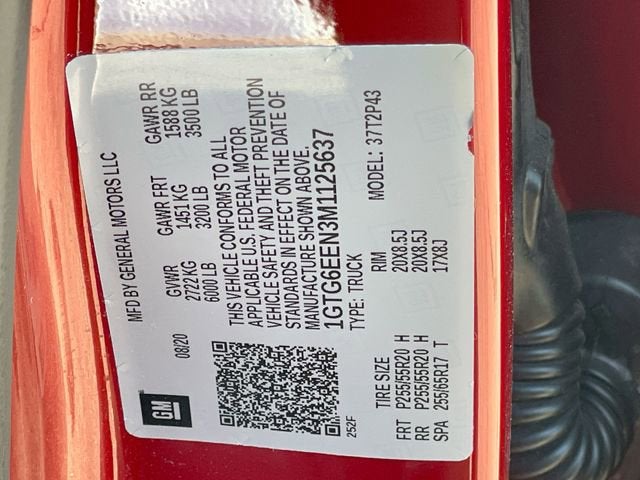 GM
MFD BY GENERAL MOTORS LLC
08/20 GVWR GAWR FRT GAWR RR
2722 KG 1451 KG 1588 KG
6000 LB 3200 LB 3500 LB
THIS VEHICLE CONFORMS TO ALL
APPLICABLE U.S. FEDERAL MOTOR
VEHICLE SAFETY AND THEFT PREVENTION
STANDARDS IN EFFECT ON THE DATE OF
MANUFACTURE SHOWN ABOVE.
1GTG6EEN3M1125637
252F TYPE: TRUCK MODEL: 37T2P43
TIRE SIZE RIM
FRT P255/55R20 H 20X8.5J
RR P255/55R20 H 20X8.5J
SPA 255/65R17 T 17X8J